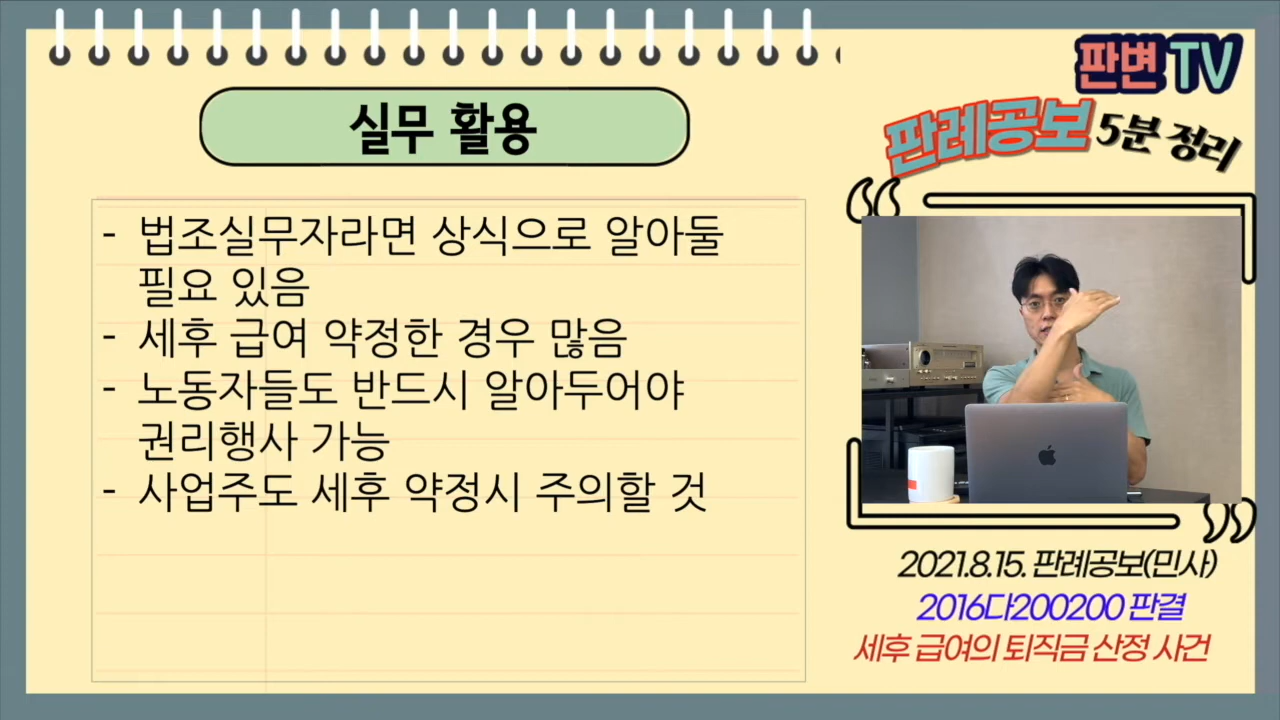 실무 활용
- 법조실무자라면 상식으로 알아둘
필요 있음
- 세후 급여 약정한 경우 많음
- 노동자들도 반드시 알아두어야
권리행사 가능
- 사업주도 세후 약정시 주의할 것
판변 TV
판례공보 5분 정리
2021.8.15. 판례공보(민사)
2016다200200 판결
세후 급여의 퇴직금 산정 사건